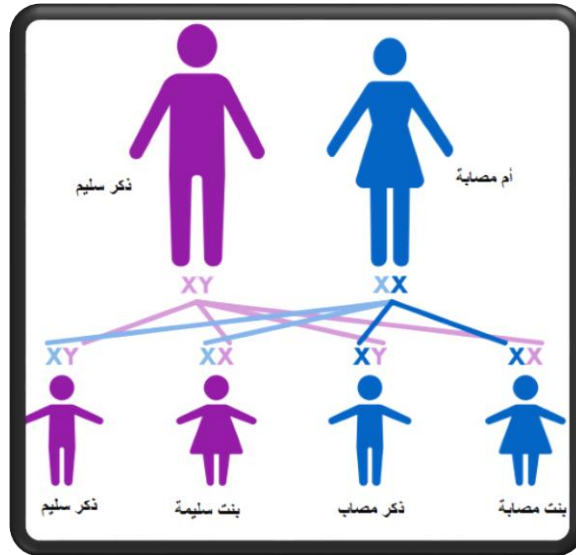 ذكر سليم
أم مصابة
XY
XX
XY
XX
XY
XX
ذكر سليم
بنت سليمة
ذكر مصاب
بنت مصابة